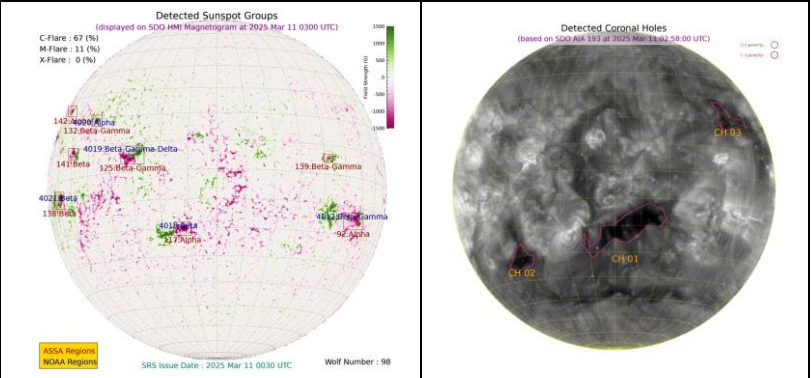 Detected Sunspot Groups
(displayed on SDO HMI Magnetogram at 2025 Mar 11 0300 UTC)
C-Flare : 67 (%)
M-Flare : 11 (%)
X-Flare : 0 (%)
1500
1000
500
0
-500
-1000
-1500
Field Strength (G)
4020:Alpha
132:Beta-Gamma
4019:Beta-Gamma-Delta
141:Beta
125:Beta-Gamma
139:Beta-Gamma
4021:Beta
138:Beta
4018:Beta
117:Alpha
92:Alpha
ASSA Regions
NOAA Regions
SRS Issue Date : 2025 Mar 11 0030 UTC
Wolf Number : 98
Detected Coronal Holes
(based on SDO AIA 193 at 2025 Mar 11 02:58:00 UTC)
(+) polarity
(-) polarity
CH 03
CH 01
CH 02